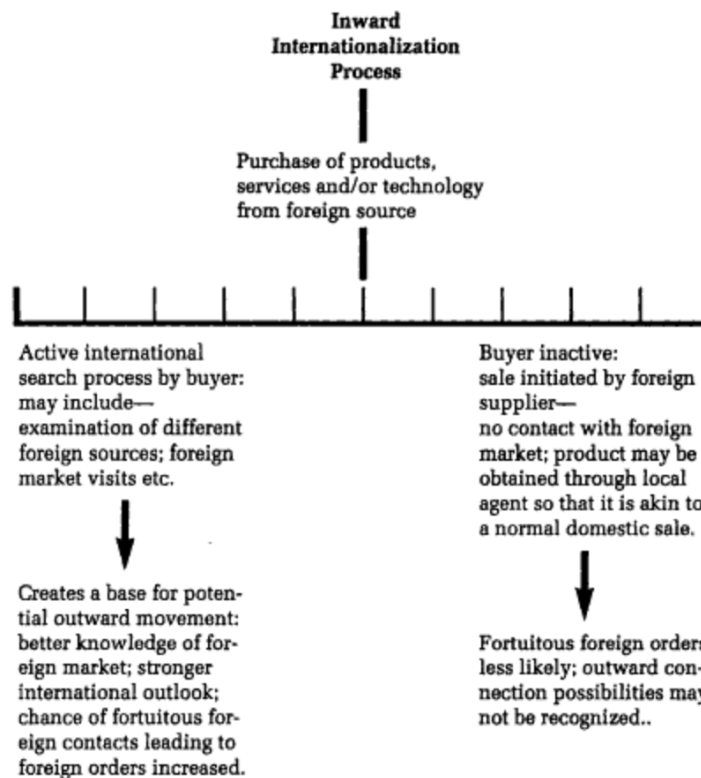 Inward
Internationalization
Process
Purchase of products,
services and/or technology
from foreign source
Active international
search process by buyer:
may include—
examination of different
foreign sources; foreign
market visits etc.
Creates a base for poten-
tial outward movement:
better knowledge of for-
eign market; stronger
international outlook;
chance of fortuitous for-
eign contacts leading to
foreign orders increased.
Buyer inactive:
sale initiated by foreign
supplier—
no contact with foreign
market; product may be
obtained through local
agent so that it is akin to
a normal domestic sale.
Fortuitous foreign orders
less likely; outward con-
nection possibilities may
not be recognized..